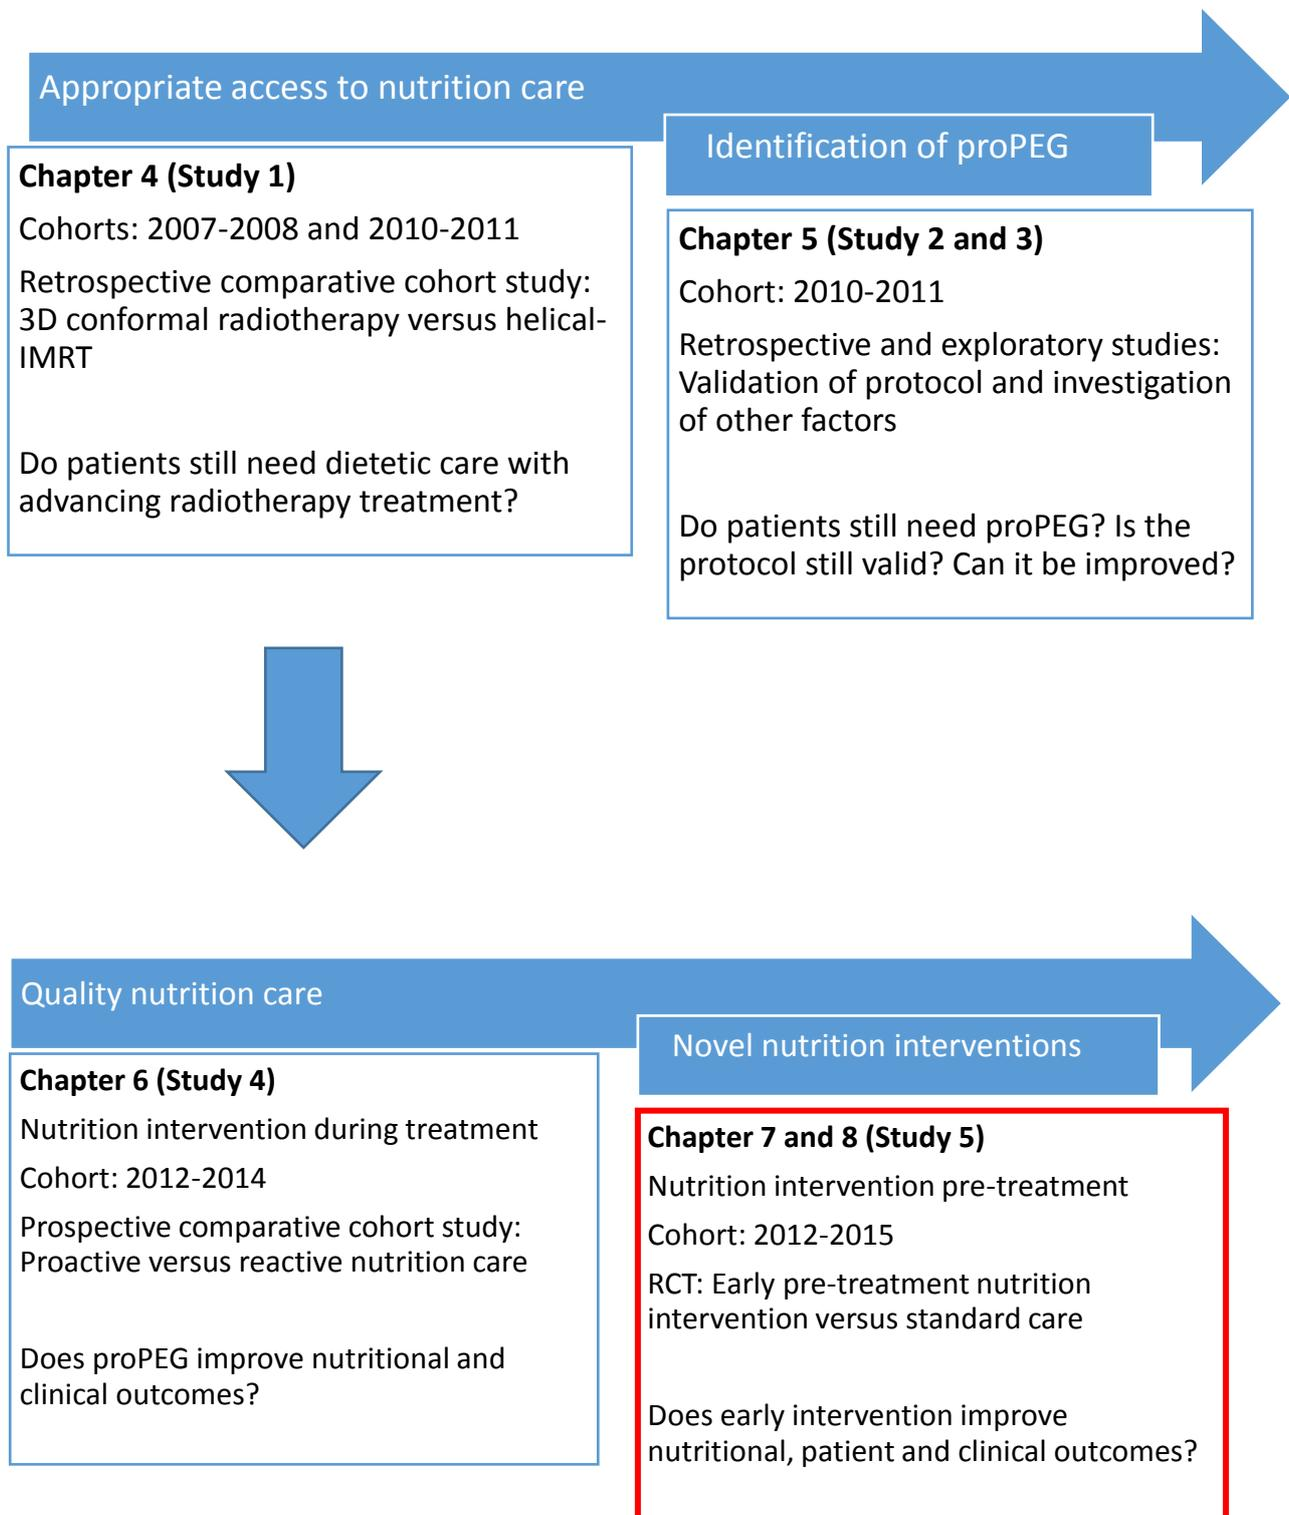 Appropriate access to nutrition care
Identification of proPEG
Chapter 4 (Study 1)
Cohorts: 2007-2008 and 2010-2011
Retrospective comparative cohort study:
3D conformal radiotherapy versus helical-
IMRT
Do patients still need dietetic care with
advancing radiotherapy treatment?
Chapter 5 (Study 2 and 3)
Cohort: 2010-2011
Retrospective and exploratory studies:
Validation of protocol and investigation
of other factors
Do patients still need proPEG? Is the
protocol still valid? Can it be improved?
Quality nutrition care
Novel nutrition interventions
Chapter 6 (Study 4)
Nutrition intervention during treatment
Cohort: 2012-2014
Prospective comparative cohort study:
Proactive versus reactive nutrition care
Does proPEG improve nutritional and
clinical outcomes?
Chapter 7 and 8 (Study 5)
Nutrition intervention pre-treatment
Cohort: 2012-2015
RCT: Early pre-treatment nutrition
intervention versus standard care
Does early intervention improve
nutritional, patient and clinical outcomes?